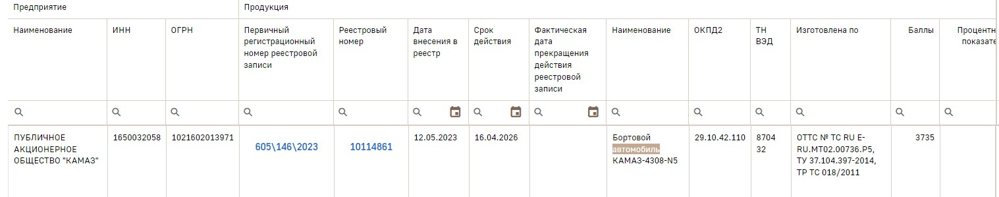 Предприятие
Продукция
Наименование
ИНН
ОГРН
Первичный
регистрационный
номер реестровой
записи
Реестровый
номер
Дата
внесения в
реестр
Срок
действия
Фактическая
дата
прекращения
действия
реестровой
записи
Наименование
ОКПД2
ТН
ВЭД
Изготовлена по
Баллы
Процентн
показате
ПУБЛИЧНОЕ
АКЦИОНЕРНОЕ
ОБЩЕСТВО "КАМАЗ"
1650032058
1021602013971
605\146\2023
10114861
12.05.2023
16.04.2026
Бортовой
автомобиль
КАМАЗ-4308-N5
29.10.42.110
8704
32
ОТТС № ТС RU E-
RU.MT02.00736.P5,
ТУ 37.104.397-2014,
ТР ТС 018/2011
3735